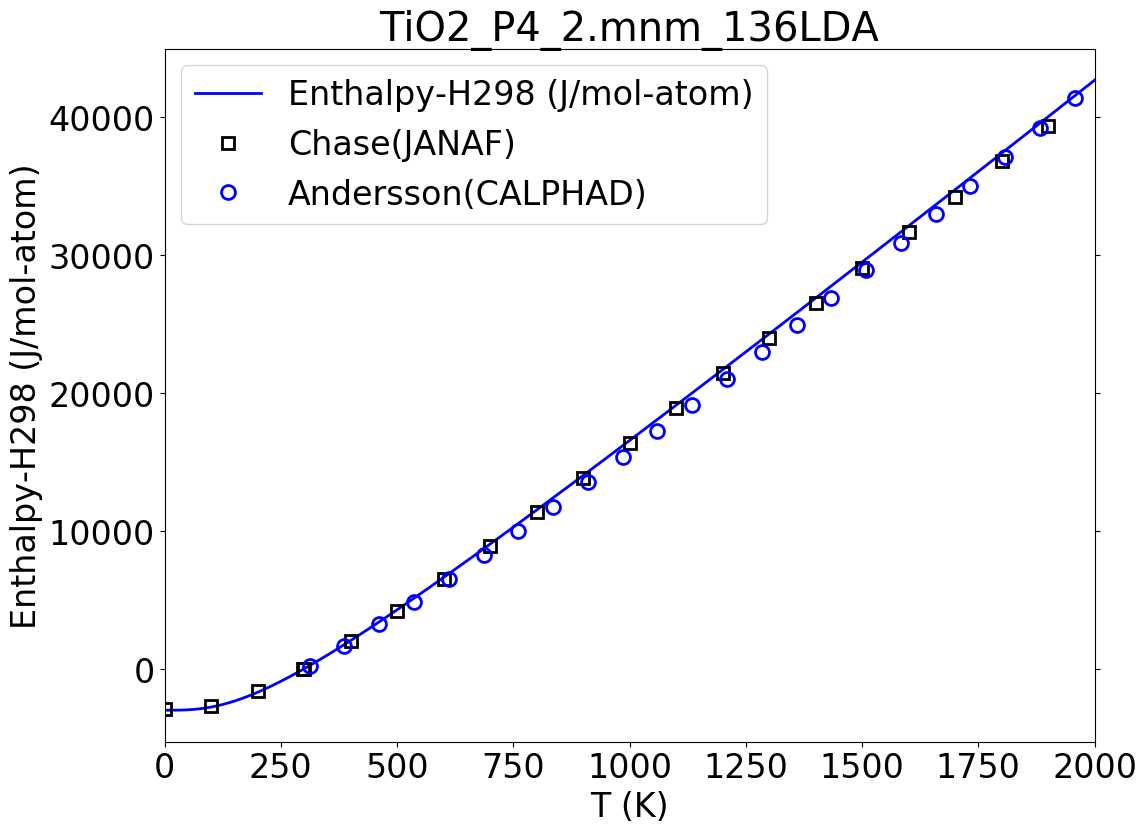 TiO2_P4_2.mnm_136LDA
Enthalpy-H298 (J/mol-atom)
Chase(JANAF)
Andersson(CALPHAD)
Enthalpy-H298 (J/mol-atom)
40000
30000
20000
10000
0
0 250 500 750 1000 1250 1500 1750 2000
T (K)